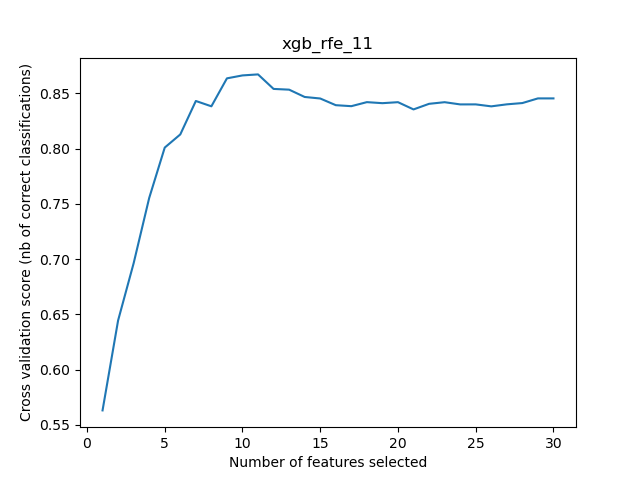 xgb_rfe_11
Cross validation score (nb of correct classifications)
0.85
0.80
0.75
0.70
0.65
0.60
0.55
0 5 10 15 20 25 30
Number of features selected